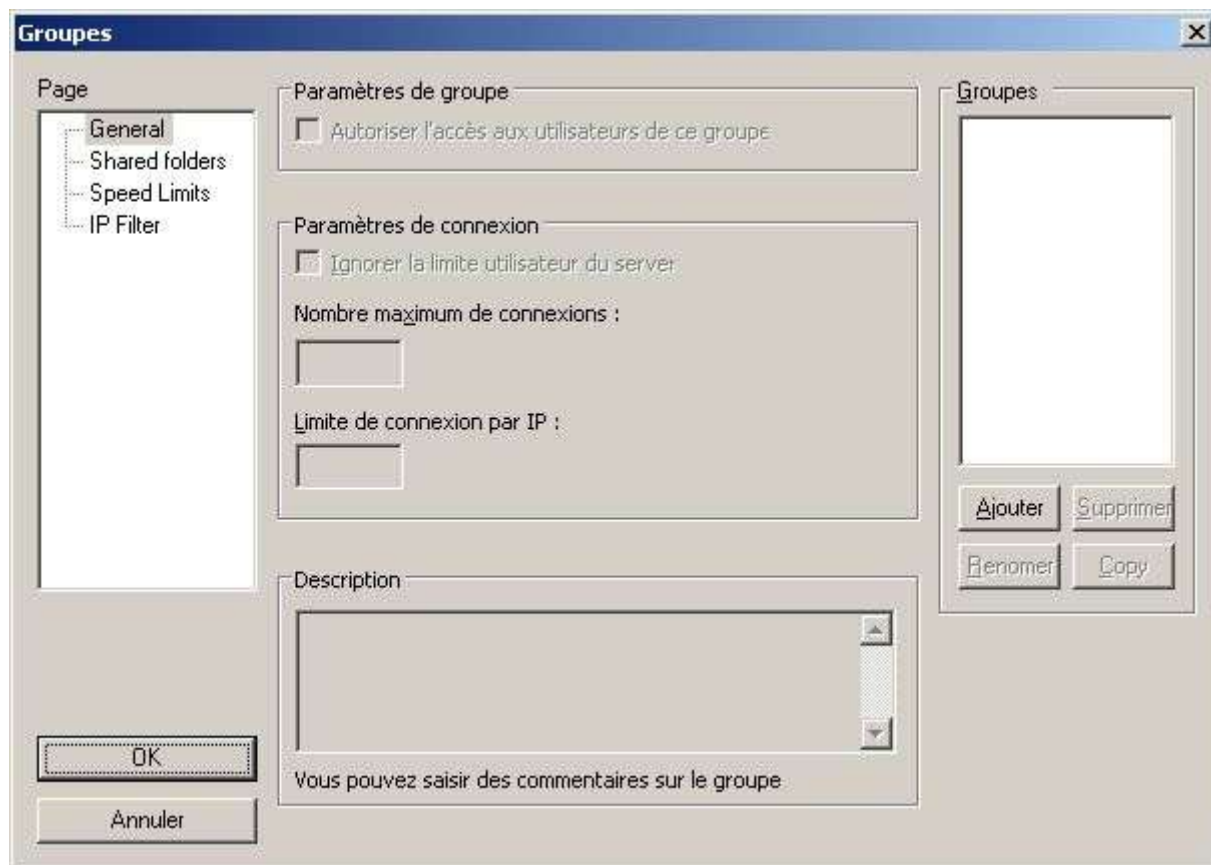 Groupes
Page
General
Shared folders
Speed Limits
IP Filter
Paramètres de groupe
Autoriser l'accès aux utilisateurs de ce groupe
Paramètres de connexion
Ignorer la limite utilisateur du server
Nombre maximum de connexions :
Limite de connexion par IP :
Description
Vous pouvez saisir des commentaires sur le groupe
Groupes
Ajouter Supprimer
Renomer Copy
OK
Annuler